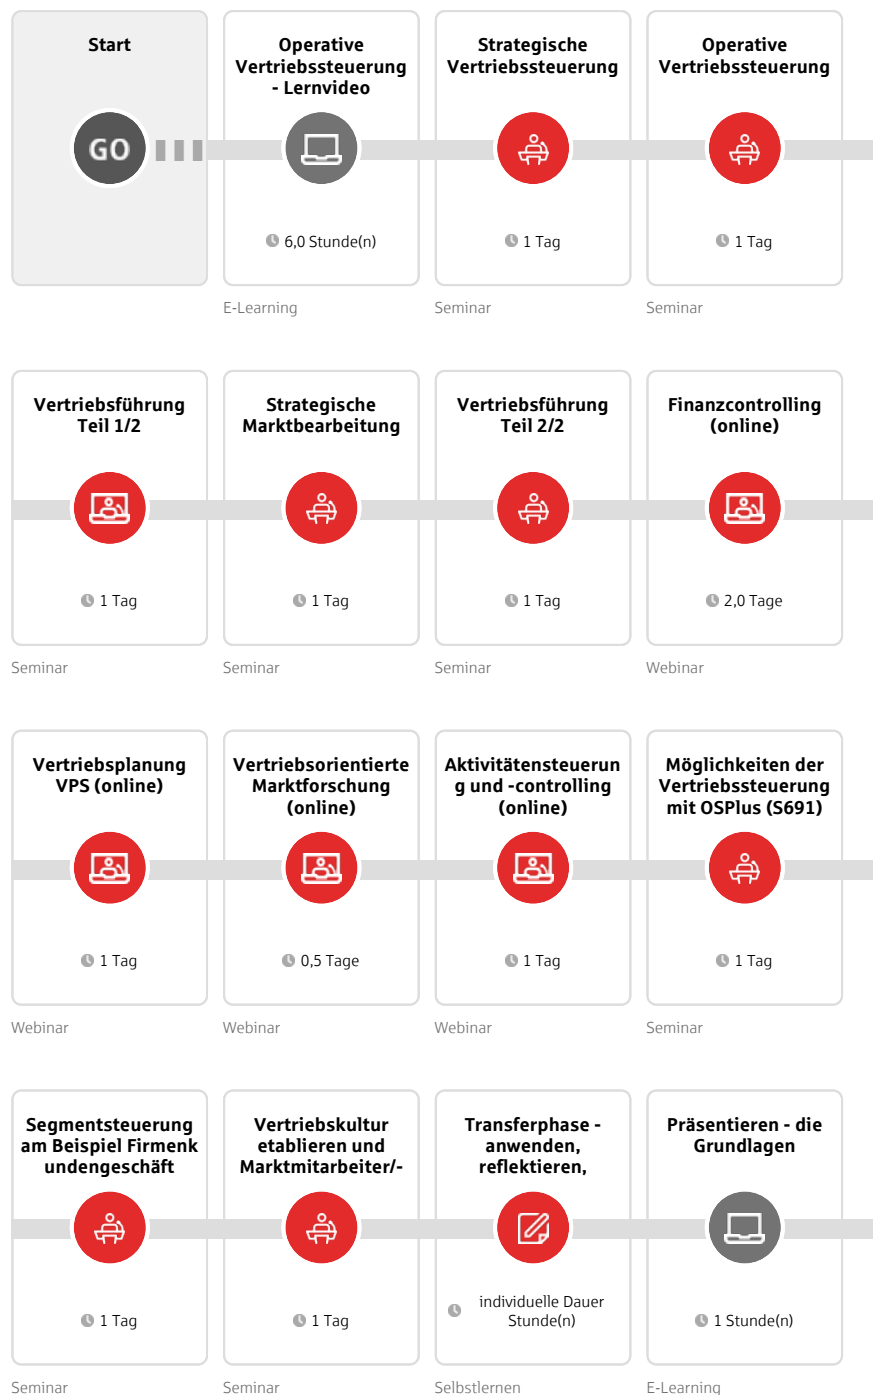 Start
GO
Operative
Vertriebssteuerung
- Lernvideo
6,0 Stunde(n)
E-Learning
Strategische
Vertriebssteuerung
1 Tag
Seminar
Operative
Vertriebssteuerung
1 Tag
Seminar
Vertriebsführung
Teil 1/2
1 Tag
Seminar
Strategische
Marktbearbeitung
1 Tag
Seminar
Vertriebsführung
Teil 2/2
1 Tag
Seminar
Finanzcontrolling
(online)
2,0 Tage
Webinar
Vertriebsplanung
VPS (online)
1 Tag
Webinar
Vertriebsorientierte
Marktforschung
(online)
0,5 Tage
Webinar
Aktivitätensteuerun
g und -controlling
(online)
1 Tag
Webinar
Möglichkeiten der
Vertriebssteuerung
mit OSPlus (S691)
1 Tag
Seminar
Segmentsteuerung
am Beispiel Firmenk
undengeschäft
1 Tag
Seminar
Vertriebskultur
etablieren und
Marktmitarbeiter/-
1 Tag
Seminar
Transferphase -
anwenden,
reflektieren,
individuelle Dauer
Stunde(n)
Selbstlernen
Präsentieren - die
Grundlagen
1 Stunde(n)
E-Learning